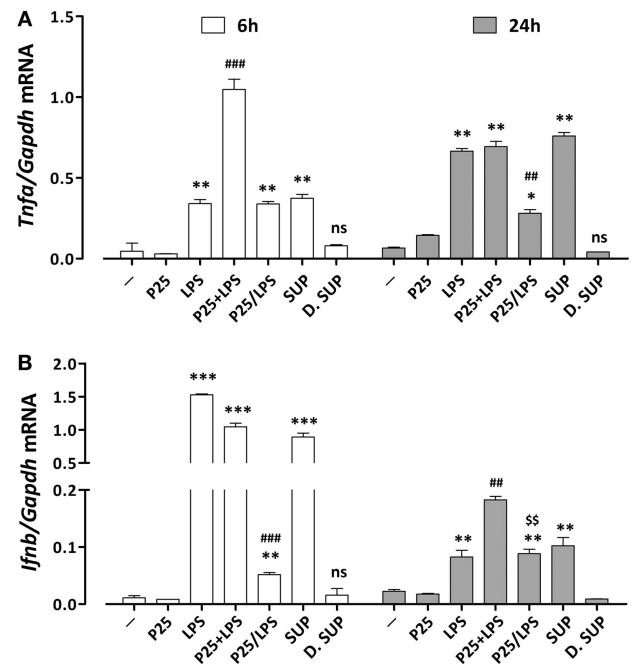 A
6h
24h
1.5
1.0
0.5
0.0
Tnfa/Gapdh mRNA
**
###
**
**
ns
**
**
##
*
**
ns
–
P25
LPS
P25+LPS
P25/LPS
SUP
D. SUP
–
P25
LPS
P25+LPS
P25/LPS
SUP
D. SUP
B
2.0
1.5
1.0
0.5
0.2
0.1
0.0
Ifnb/Gapdh mRNA
***
***
###
**
***
ns
**
##
$$
**
**
–
P25
LPS
P25+LPS
P25/LPS
SUP
D. SUP
–
P25
LPS
P25+LPS
P25/LPS
SUP
D. SUP